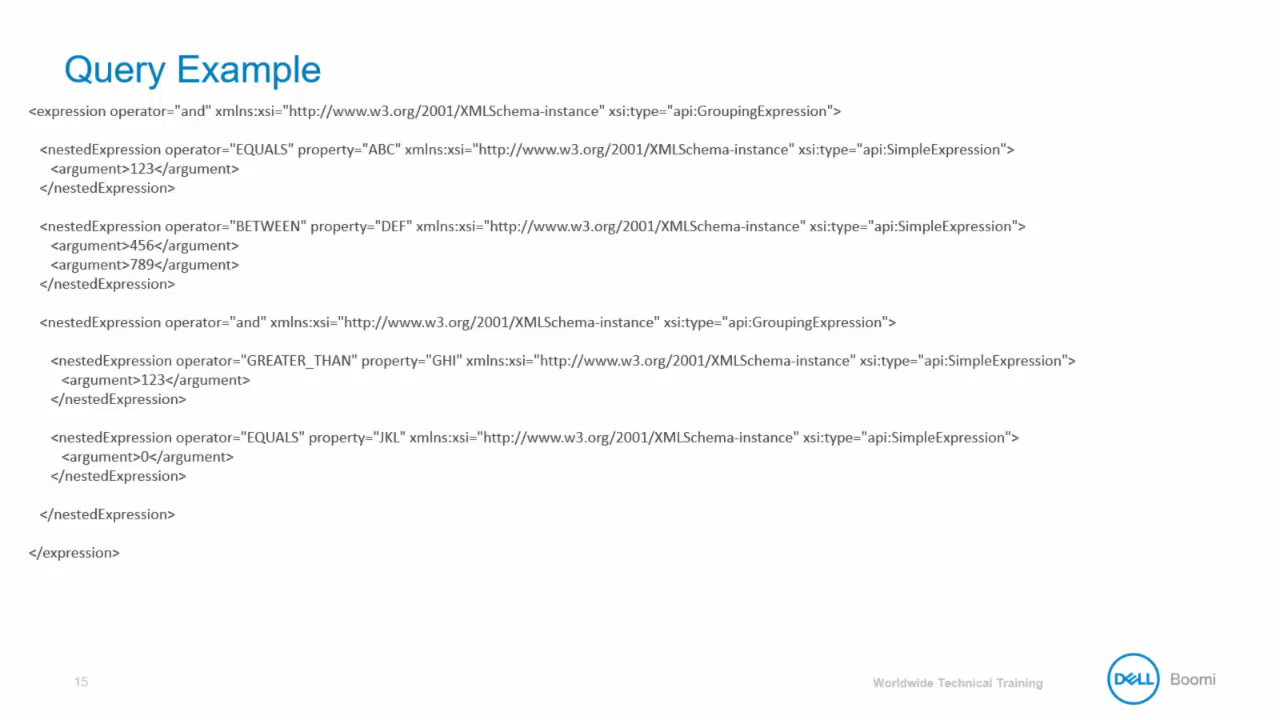 Query Example
<expression operator="and" xmlns:xsi="http://www.w3.org/2001/XMLSchema-instance" xsi:type="api:GroupingExpression">
<nestedExpression operator="EQUALS" property="ABC" xmlns:xsi="http://www.w3.org/2001/XMLSchema-instance" xsi:type="api:SimpleExpression">
<argument>123</argument>
</nestedExpression>
<nestedExpression operator="BETWEEN" property="DEF" xmlns:xsi="http://www.w3.org/2001/XMLSchema-instance" xsi:type="api:SimpleExpression">
<argument>456</argument>
<argument>789</argument>
</nestedExpression>
<nestedExpression operator="and" xmlns:xsi="http://www.w3.org/2001/XMLSchema-instance" xsi:type="api:GroupingExpression">
<nestedExpression operator="GREATER_THAN" property="GHI" xmlns:xsi="http://www.w3.org/2001/XMLSchema-instance" xsi:type="api:SimpleExpression">
<argument>123</argument>
</nestedExpression>
<nestedExpression operator="EQUALS" property="JKL" xmlns:xsi="http://www.w3.org/2001/XMLSchema-instance" xsi:type="api:SimpleExpression">
<argument>0</argument>
</nestedExpression>
</nestedExpression>
</expression>
15
Worldwide Technical Training
DELL Boomi